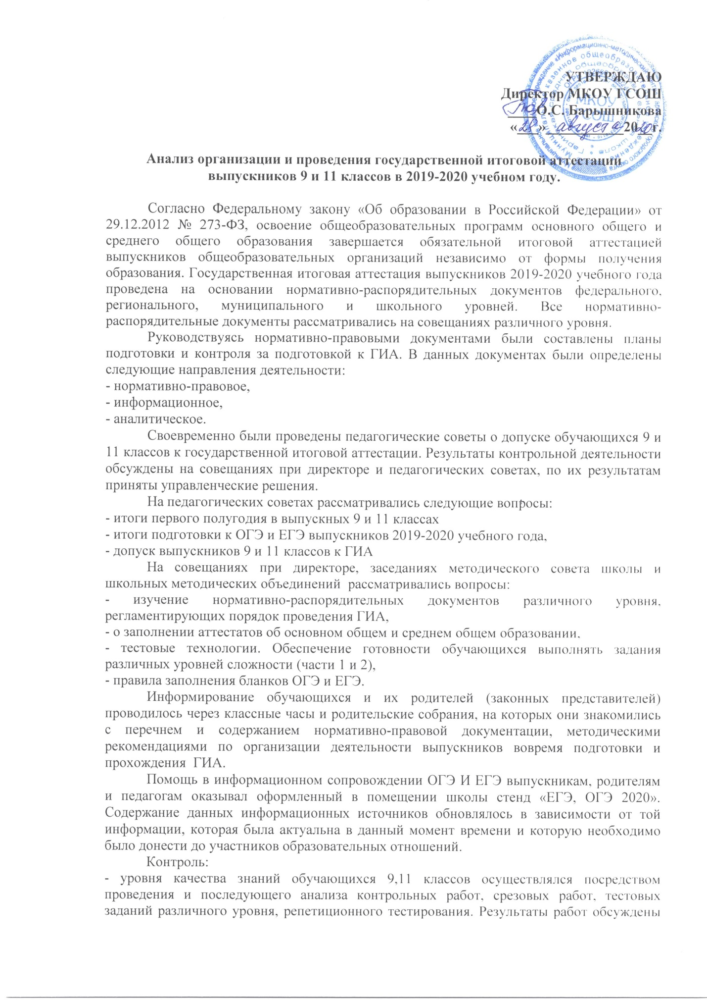 УТВЕРЖДАЮ
Директор МКОУ ГСОШ
О.С. Барышникова
«28» августа 2020 г.
МКОУ
ГСОШ
Анализ организации и проведения государственной итоговой аттестации
выпускников 9 и 11 классов в 2019-2020 учебном году.
Согласно Федеральному закону «Об образовании в Российской Федерации» от
29.12.2012 № 273-ФЗ, освоение общеобразовательных программ основного общего и
среднего общего образования завершается обязательной итоговой аттестацией
выпускников общеобразовательных организаций независимо от формы получения
образования. Государственная итоговая аттестация выпускников 2019-2020 учебного года
проведена на основании нормативно-распорядительных документов федерального,
регионального, муниципального и школьного уровней. Все нормативно-
распорядительные документы рассматривались на совещаниях различного уровня.
Руководствуясь нормативно-правовыми документами были составлены планы
подготовки и контроля за подготовкой к ГИА. В данных документах были определены
следующие направления деятельности:
- нормативно-правовое,
- информационное,
- аналитическое.
Своевременно были проведены педагогические советы о допуске обучающихся 9 и
11 классов к государственной итоговой аттестации. Результаты контрольной деятельности
обсуждены на совещаниях при директоре и педагогических советах, по их результатам
приняты управленческие решения.
На педагогических советах рассматривались следующие вопросы:
- итоги первого полугодия в выпускных 9 и 11 классах
- итоги подготовки к ОГЭ и ЕГЭ выпускников 2019-2020 учебного года,
- допуск выпускников 9 и 11 классов к ГИА
На совещаниях при директоре, заседаниях методического совета школы и
школьных методических объединений рассматривались вопросы:
- изучение нормативно-распорядительных документов различного уровня,
регламентирующих порядок проведения ГИА,
- о заполнении аттестатов об основном общем и среднем общем образовании,
- тестовые технологии. Обеспечение готовности обучающихся выполнять задания
различных уровней сложности (части 1 и 2),
- правила заполнения бланков ОГЭ и ЕГЭ.
Информирование обучающихся и их родителей (законных представителей)
проводилось через классные часы и родительские собрания, на которых они знакомились
с перечнем и содержанием нормативно-правовой документации, методическими
рекомендациями по организации деятельности выпускников вовремя подготовки и
прохождения ГИА.
Помощь в информационном сопровождении ОГЭ И ЕГЭ выпускникам, родителям
и педагогам оказывал оформленный в помещении школы стенд «ЕГЭ, ОГЭ 2020».
Содержание данных информационных источников обновлялось в зависимости от той
информации, которая была актуальна в данный момент времени и которую необходимо
было донести до участников образовательных отношений.
Контроль:
- уровня качества знаний обучающихся 9,11 классов осуществлялся посредством
проведения и последующего анализа контрольных работ, срезовых работ, тестовых
заданий различного уровня, репетиционного тестирования. Результаты работ обсуждены